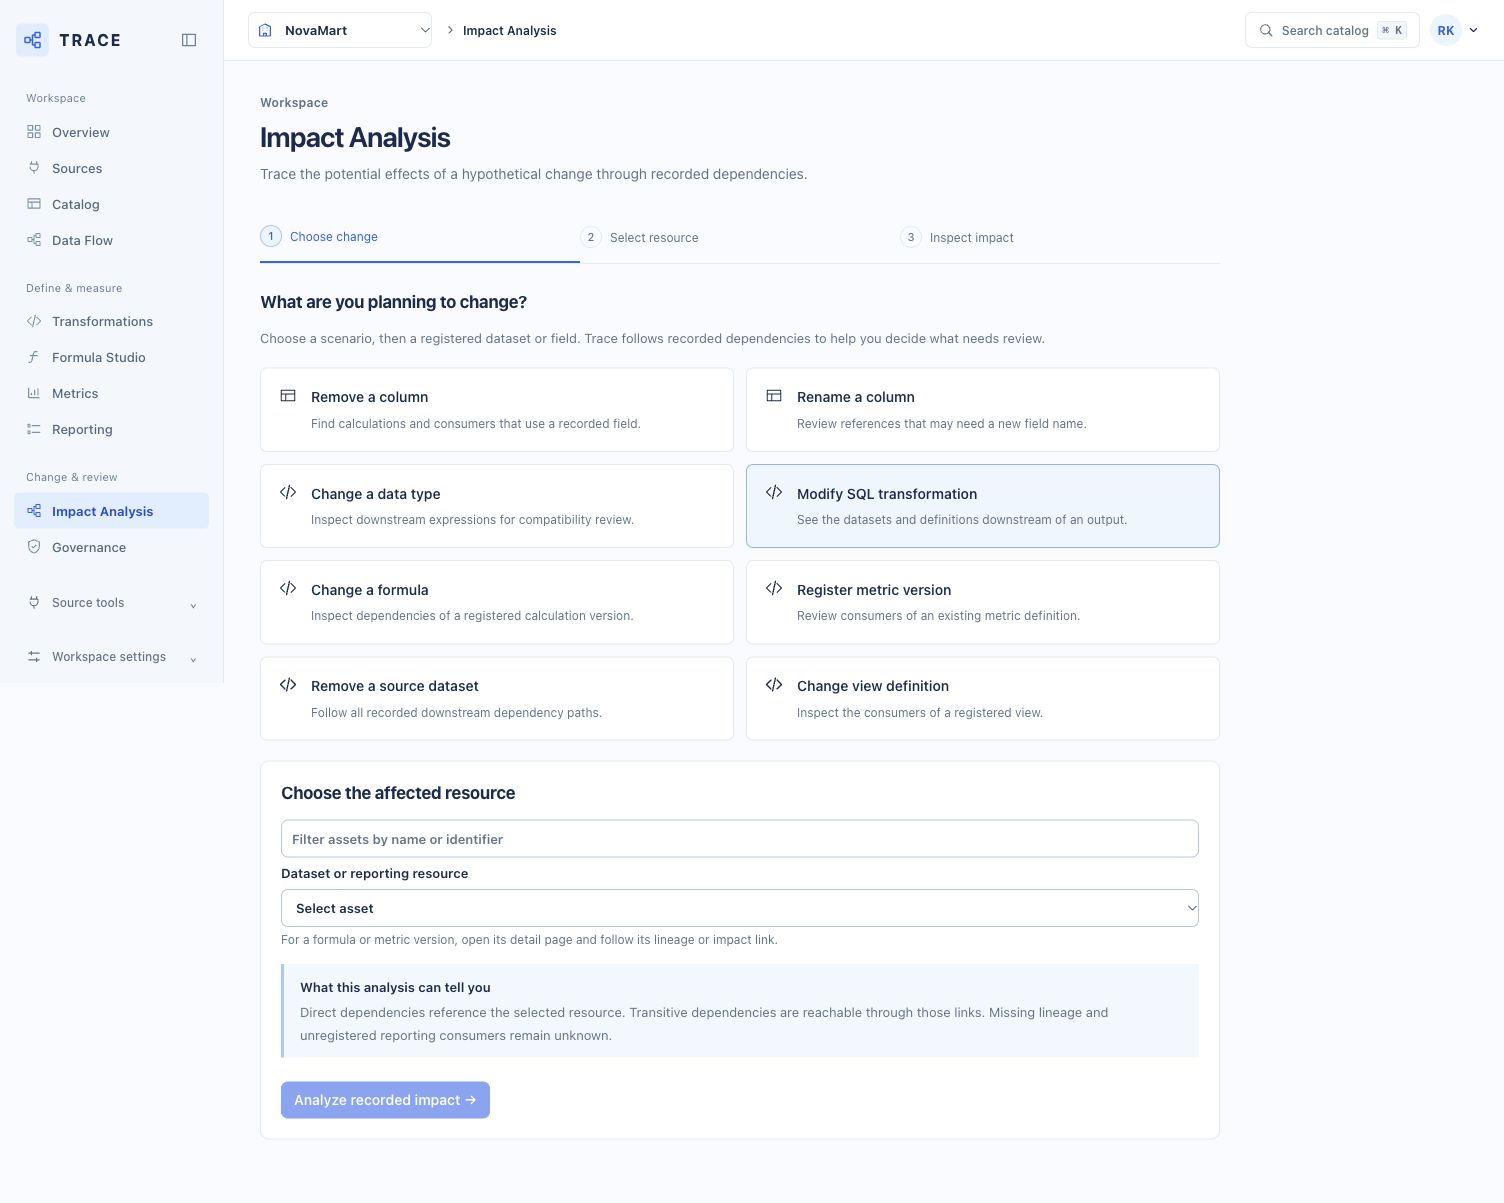 TRACE
Workspace
Overview
Sources
Catalog
Data Flow
Define & measure
Transformations
Formula Studio
Metrics
Reporting
Change & review
Impact Analysis
Governance
Source tools
Workspace settings
NovaMart
Impact Analysis
Search catalog ⌘ K
RK
Workspace
Impact Analysis
Trace the potential effects of a hypothetical change through recorded dependencies.
1 Choose change
2 Select resource
3 Inspect impact
What are you planning to change?
Choose a scenario, then a registered dataset or field. Trace follows recorded dependencies to help you decide what needs review.
Remove a column
Find calculations and consumers that use a recorded field.
Rename a column
Review references that may need a new field name.
Change a data type
Inspect downstream expressions for compatibility review.
Modify SQL transformation
See the datasets and definitions downstream of an output.
Change a formula
Inspect dependencies of a registered calculation version.
Register metric version
Review consumers of an existing metric definition.
Remove a source dataset
Follow all recorded downstream dependency paths.
Change view definition
Inspect the consumers of a registered view.
Choose the affected resource
Filter assets by name or identifier
Dataset or reporting resource
Select asset
For a formula or metric version, open its detail page and follow its lineage or impact link.
What this analysis can tell you
Direct dependencies reference the selected resource. Transitive dependencies are reachable through those links. Missing lineage and
unregistered reporting consumers remain unknown.
Analyze recorded impact →